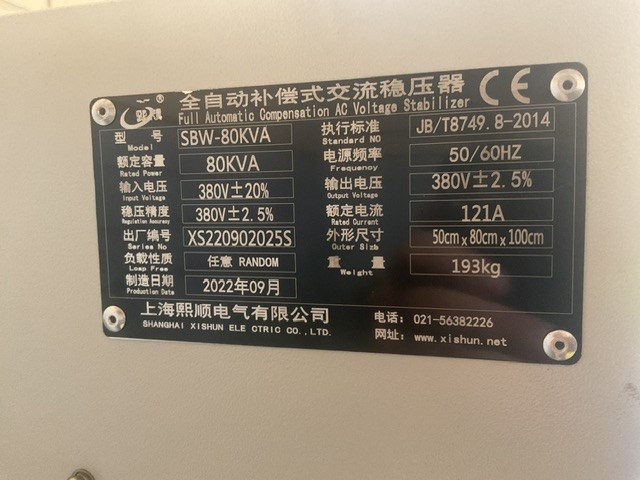 全自动补偿式交流稳压器 CE
Full Automatic Compensation AC Voltage Stabilizer
型号 SBW-80KVA 执行标准 JB/T8749.8-2014
Model Standard NO
额定容量 80KVA 电源频率 50/60HZ
Rated Power Frequency
输入电压 380V±20% 输出电压 380V±2.5%
Input Voltage Output Voltage
稳压精度 380V±2.5% 额定电流 121A
Regulation Accuracy Rated Current
出厂编号 XS220902025S 外形尺寸 50cm x 80cm x 100cm
Series No Outer Size
负载性质 任意 RANDOM 重量 193kg
Loap Free Weight
制造日期 2022年09月
Production Date
上海熙顺电气有限公司 电话: 021-56382226
SHANGHAI XISHUN ELE CTRIC CO.,LTD. 网址: www.xishun.net